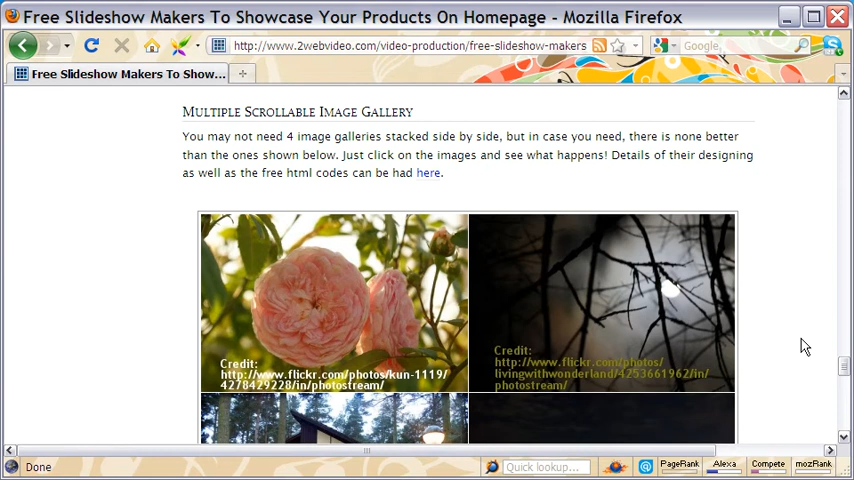 Free Slideshow Makers To Showcase Your Products On Homepage - Mozilla Firefox
http://www.2webvideo.com/video-production/free-slideshow-makers
Google
Free Slideshow Makers To Show...
MULTIPLE SCROLLABLE IMAGE GALLERY
You may not need 4 image galleries stacked side by side, but in case you need, there is none better
than the ones shown below. Just click on the images and see what happens! Details of their designing
as well as the free html codes can be had here.
Credit:
http://www.flickr.com/photos/kun-1119/
4278429228/in/photostream/
Credit:
http://www.flickr.com/photos/
livingwithwonderland/4253661962/in/
photostream/
Done
Quick lookup...
PageRank
Alexa
Compete
mozRank